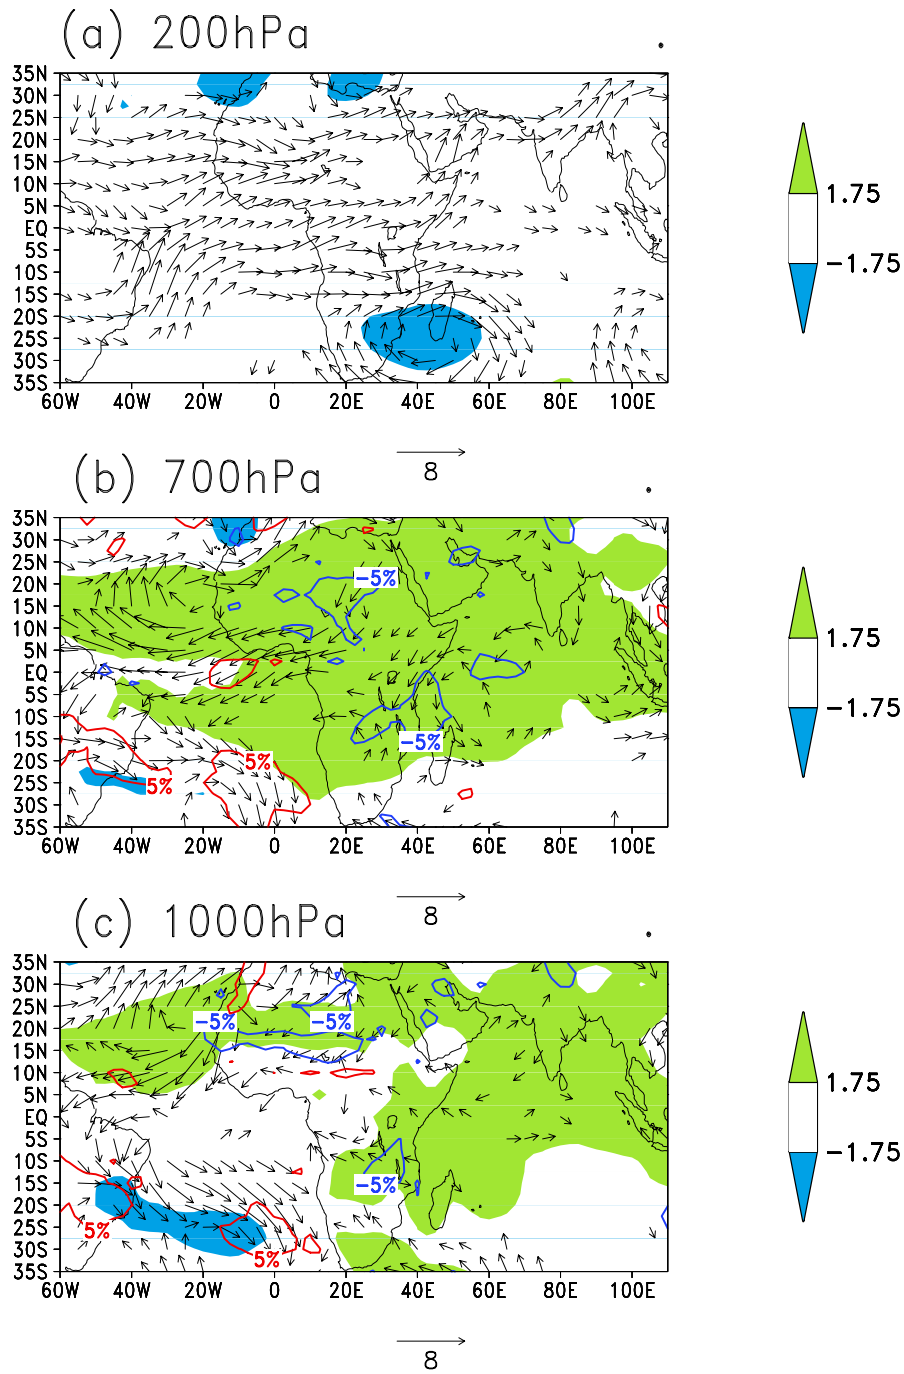 (a) 200hPa
35N
30N
25N
20N
15N
10N
5N
EQ
5S
10S
15S
20S
25S
30S
35S
60W 40W 20W 0 20E 40E 60E 80E 100E
8
1.75
-1.75
(b) 700hPa
35N
30N
25N
20N
15N
10N
5N
EQ
5S
10S
15S
20S
25S
30S
35S
-5%
-5%
5%
5%
60W 40W 20W 0 20E 40E 60E 80E 100E
8
1.75
-1.75
(c) 1000hPa
35N
30N
25N
20N
15N
10N
5N
EQ
5S
10S
15S
20S
25S
30S
35S
-5% -5%
-5%
5%
5%
60W 40W 20W 0 20E 40E 60E 80E 100E
8
1.75
-1.75